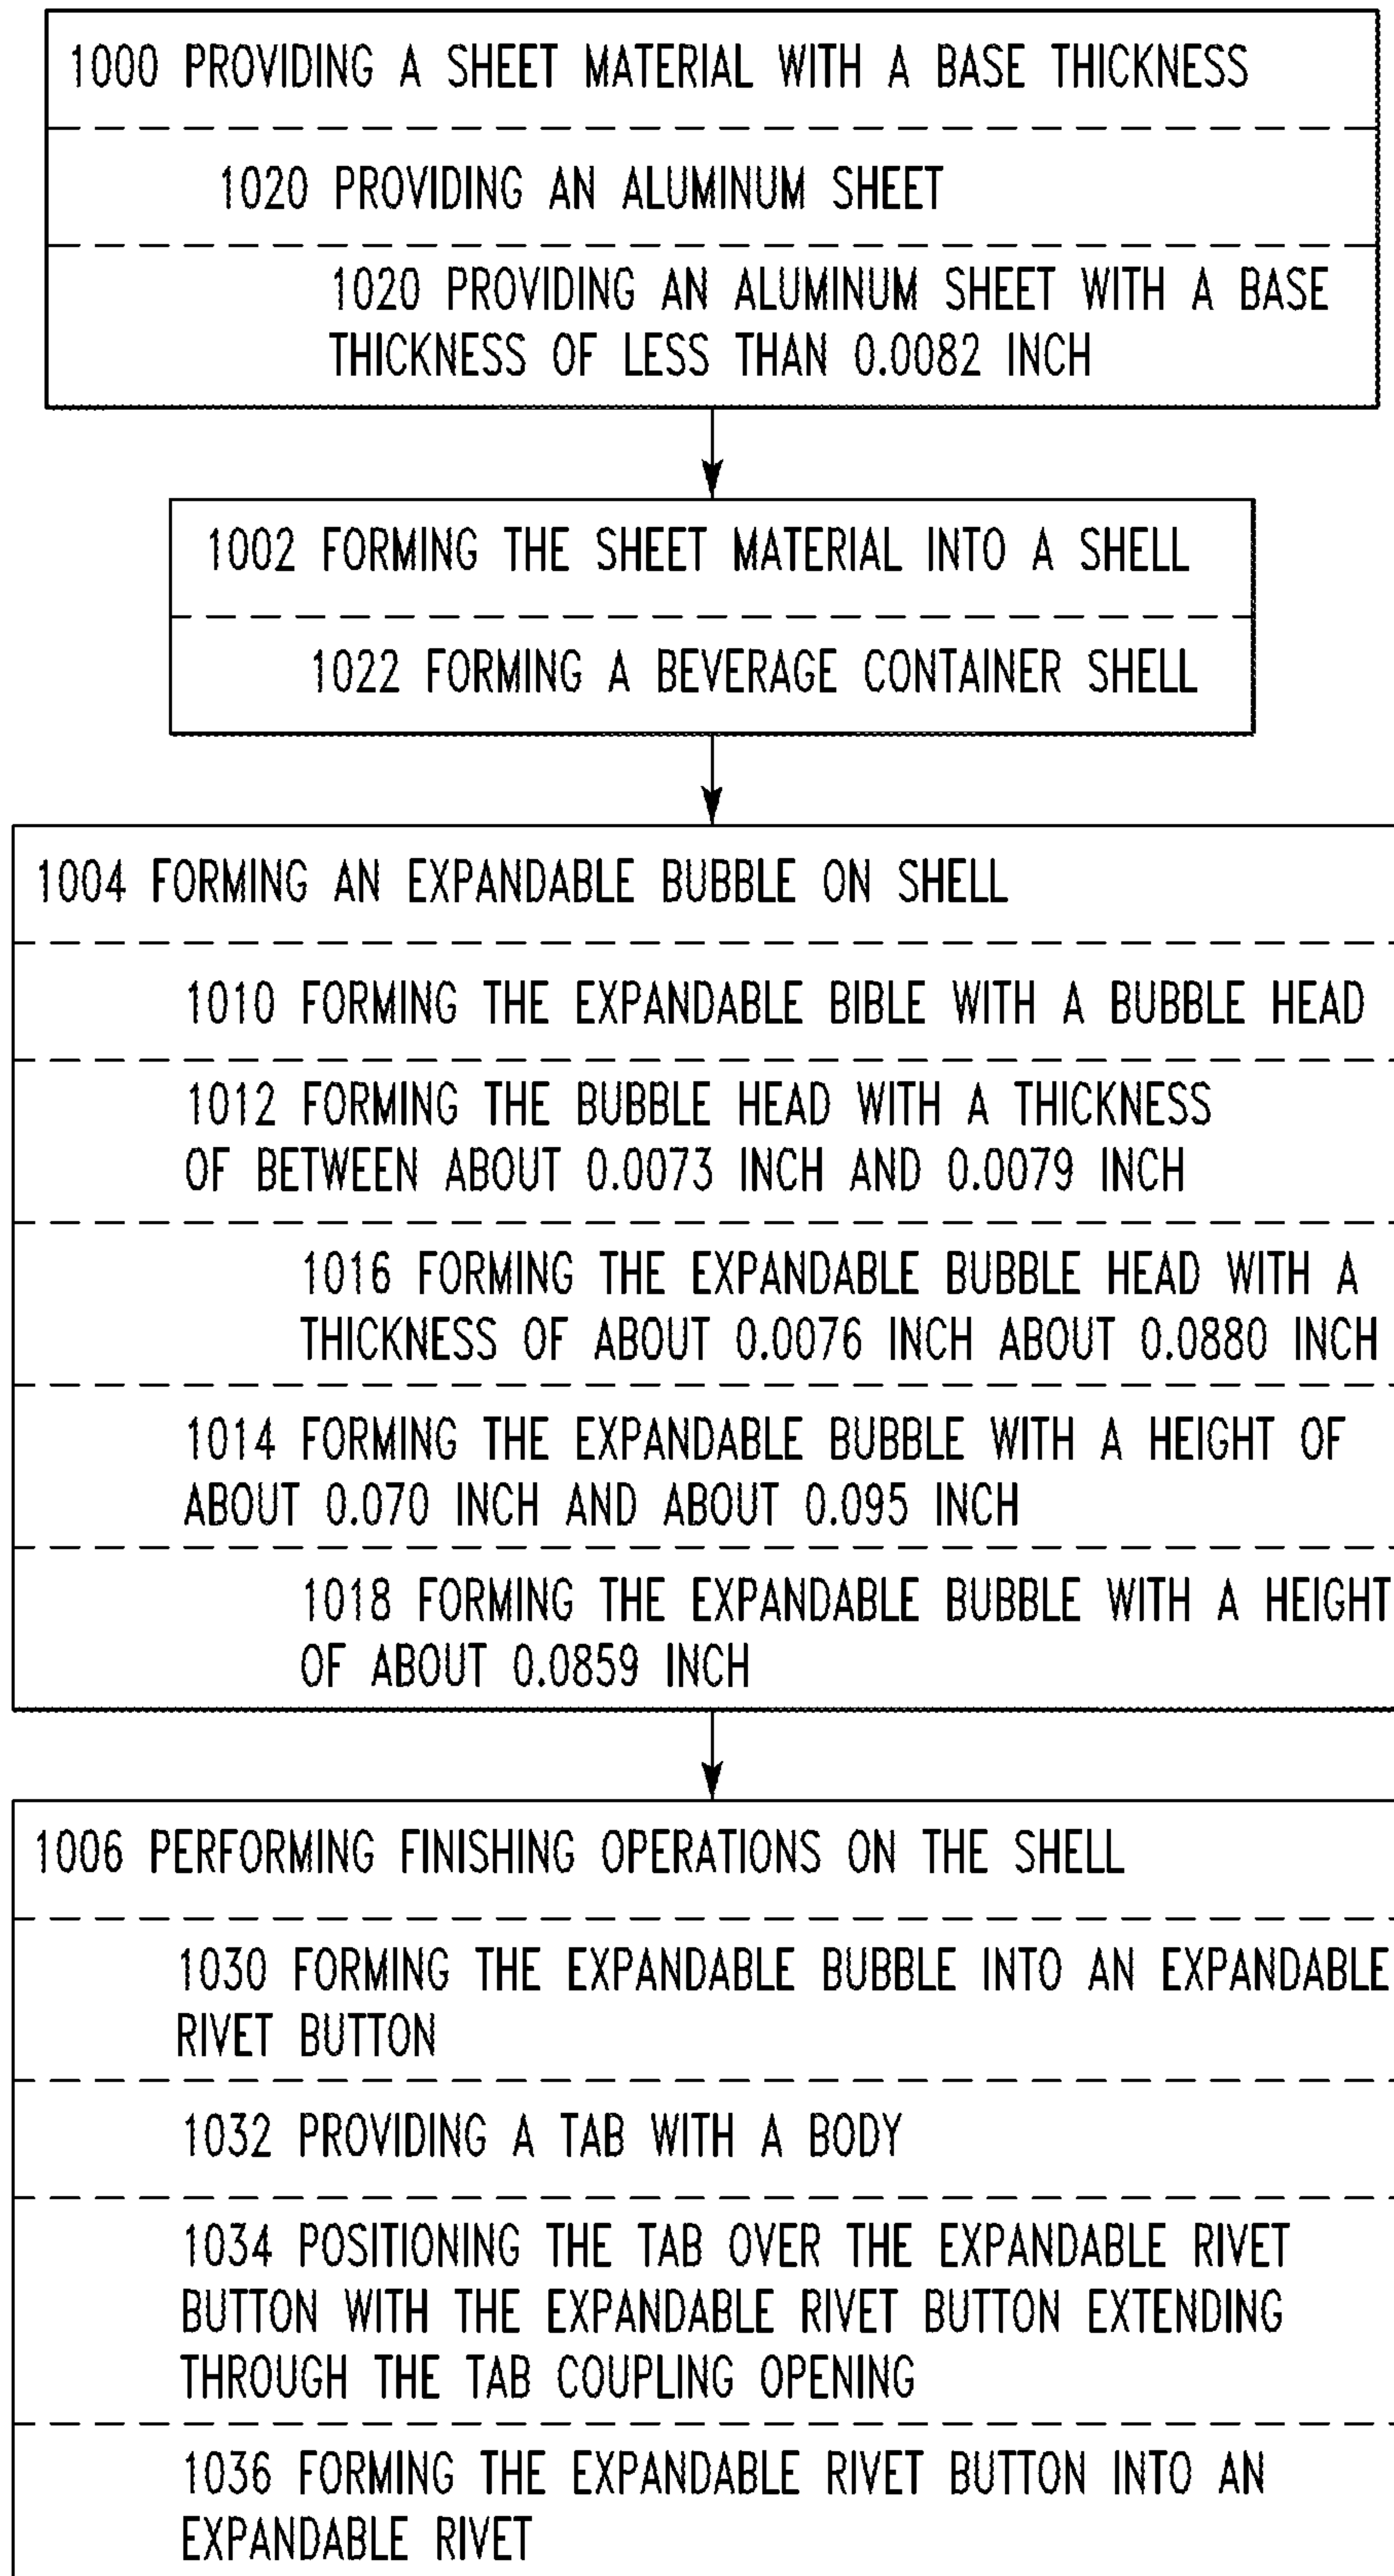 1000 PROVIDING A SHEET MATERIAL WITH A BASE THICKNESS
1020 PROVIDING AN ALUMINUM SHEET
1020 PROVIDING AN ALUMINUM SHEET WITH A BASE
THICKNESS OF LESS THAN 0.0082 INCH
1002 FORMING THE SHEET MATERIAL INTO A SHELL
1022 FORMING A BEVERAGE CONTAINER SHELL
1004 FORMING AN EXPANDABLE BUBBLE ON SHELL
1010 FORMING THE EXPANDABLE BIBLE WITH A BUBBLE HEAD
1012 FORMING THE BUBBLE HEAD WITH A THICKNESS
OF BETWEEN ABOUT 0.0073 INCH AND 0.0079 INCH
1016 FORMING THE EXPANDABLE BUBBLE HEAD WITH A
THICKNESS OF ABOUT 0.0076 INCH ABOUT 0.0880 INCH
1014 FORMING THE EXPANDABLE BUBBLE WITH A HEIGHT OF
ABOUT 0.070 INCH AND ABOUT 0.095 INCH
1018 FORMING THE EXPANDABLE BUBBLE WITH A HEIGHT
OF ABOUT 0.0859 INCH
1006 PERFORMING FINISHING OPERATIONS ON THE SHELL
1030 FORMING THE EXPANDABLE BUBBLE INTO AN EXPANDABLE
RIVET BUTTON
1032 PROVIDING A TAB WITH A BODY
1034 POSITIONING THE TAB OVER THE EXPANDABLE RIVET
BUTTON WITH THE EXPANDABLE RIVET BUTTON EXTENDING
THROUGH THE TAB COUPLING OPENING
1036 FORMING THE EXPANDABLE RIVET BUTTON INTO AN
EXPANDABLE RIVET